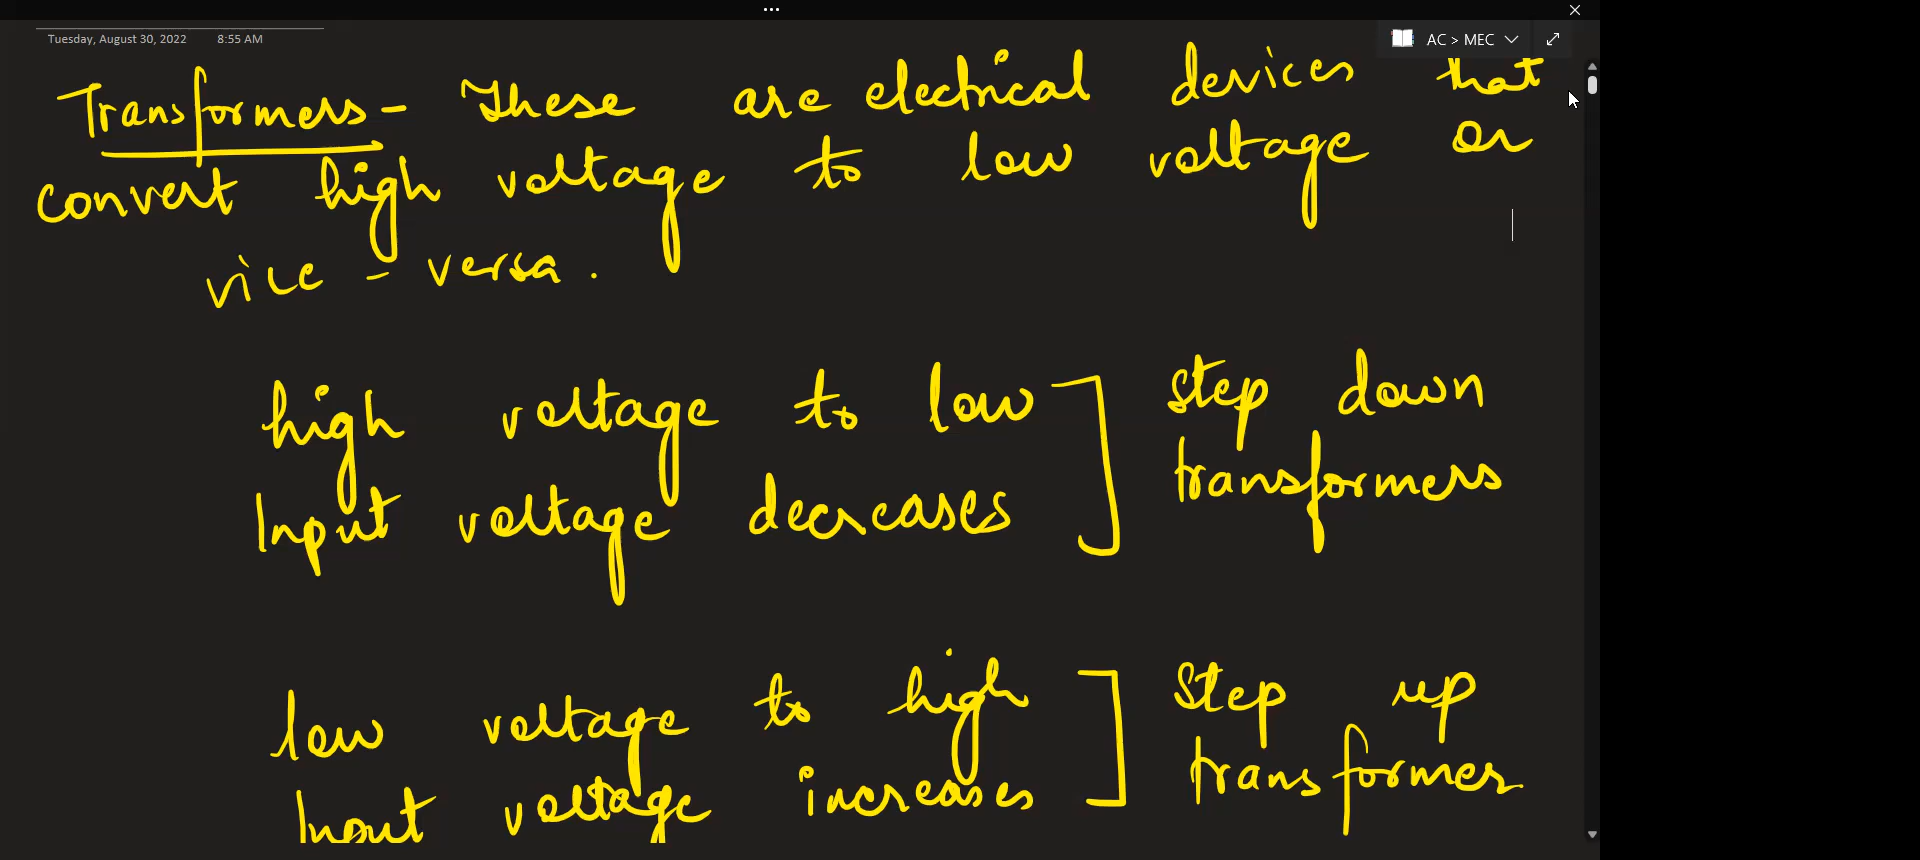 Tuesday, August 30, 2022 8:55 AM
AC > MEC
Transformers - These are electrical devices that
convert high voltage to low voltage or
vice - versa.
high voltage to low
Input voltage decreases
step down
transformers
low voltage to high
Input voltage increases
Step up
transformer